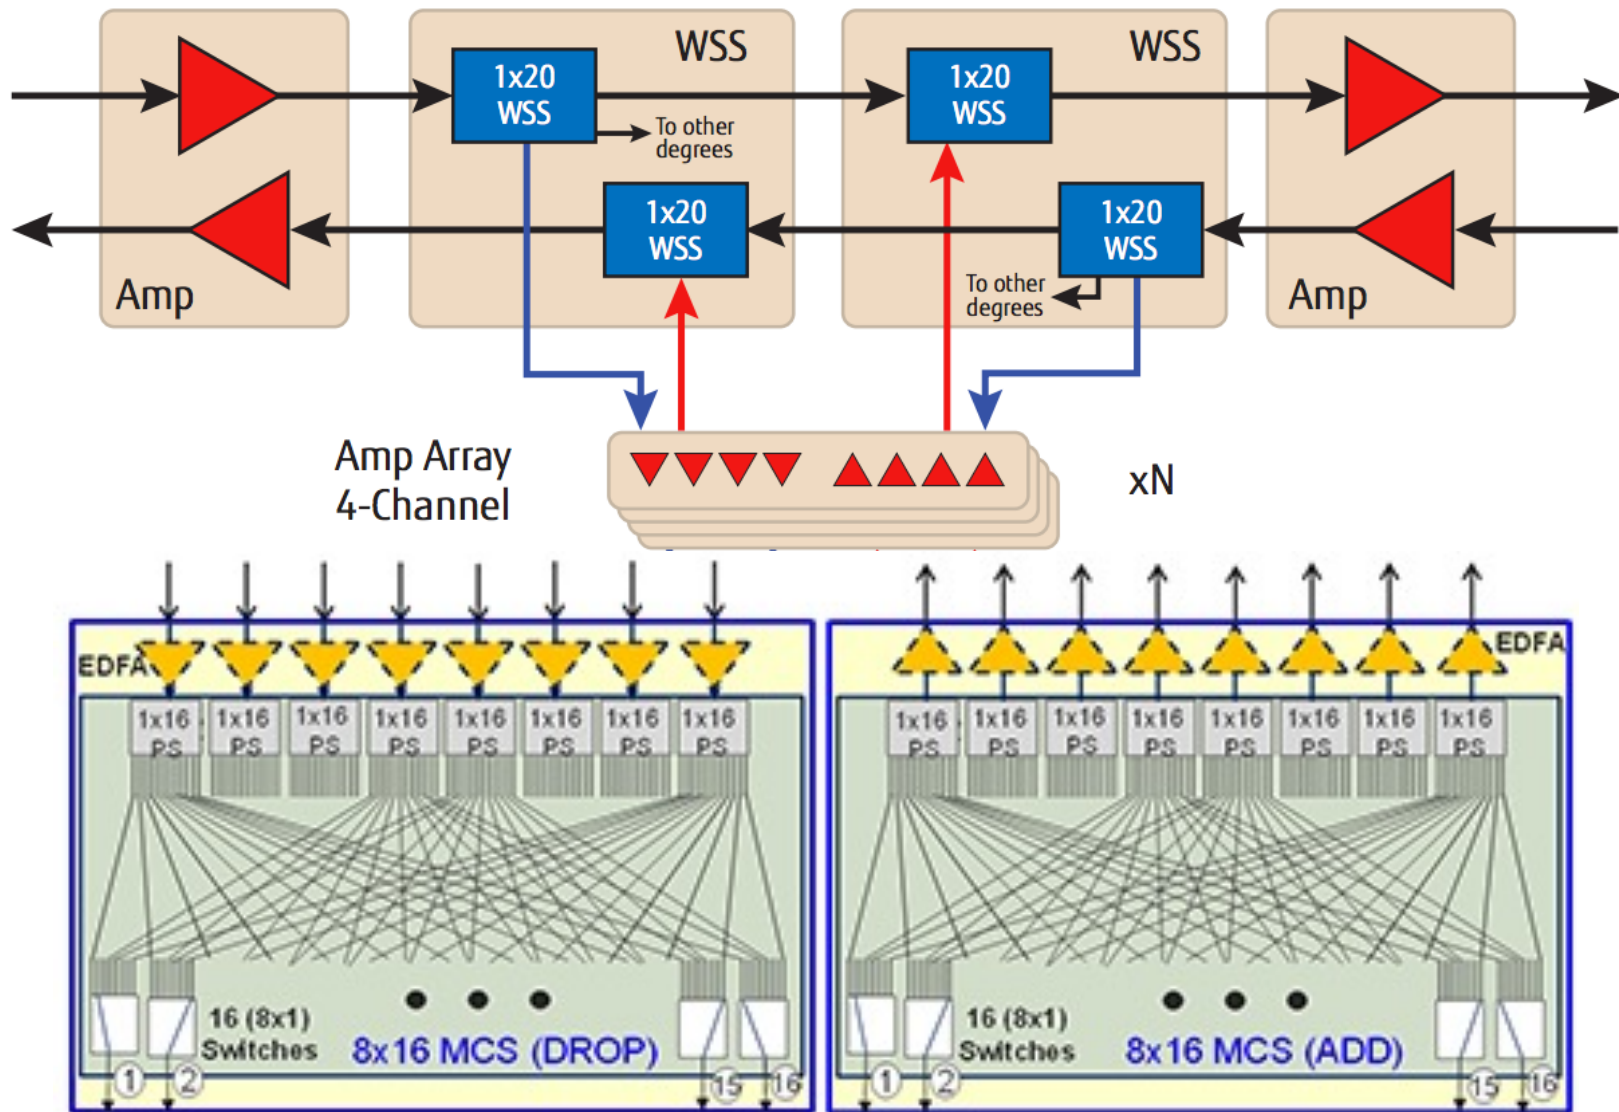 WSS
WSS
1x20
WSS
1x20
WSS
To other
degrees
1x20
WSS
1x20
WSS
To other
degrees
Amp
Amp
Amp Array
4-Channel
xN
EDFA
EDFA
1x16
PS
1x16
PS
1x16
PS
1x16
PS
1x16
PS
1x16
PS
1x16
PS
1x16
PS
1x16
PS
1x16
PS
1x16
PS
1x16
PS
1x16
PS
1x16
PS
1x16
PS
1x16
PS
16 (8x1)
Switches
8x16 MCS (DROP)
1
2
15
16
16 (8x1)
Switches
8x16 MCS (ADD)
1
2
15
16